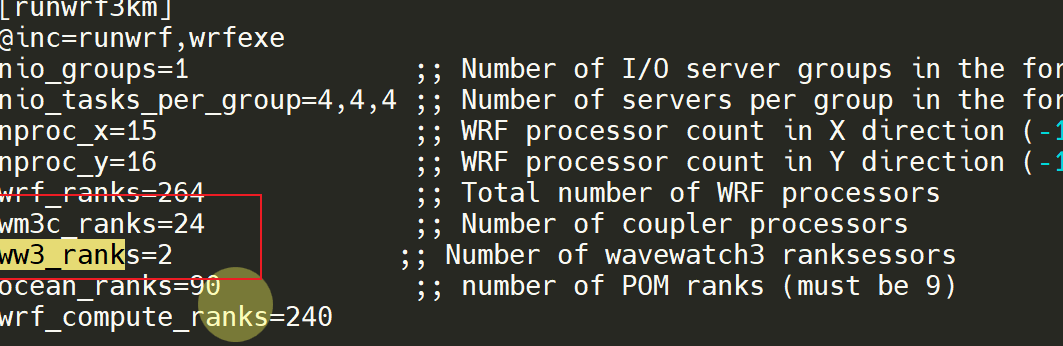 [runwrf3km]
@inc=runwrf,wrfexe
nio_groups=1 ;; Number of I/O server groups in the for
nio_tasks_per_group=4,4,4 ;; Number of servers per group in the for
nproc_x=15 ;; WRF processor count in X direction (-1
nproc_y=16 ;; WRF processor count in Y direction (-1
wrf_ranks=264 ;; Total number of WRF processors
wm3c_ranks=24 ;; Number of coupler processors
ww3_ranks=2 ;; Number of wavewatch3 ranksessors
ocean_ranks=90 ;; number of POM ranks (must be 9)
wrf_compute_ranks=240